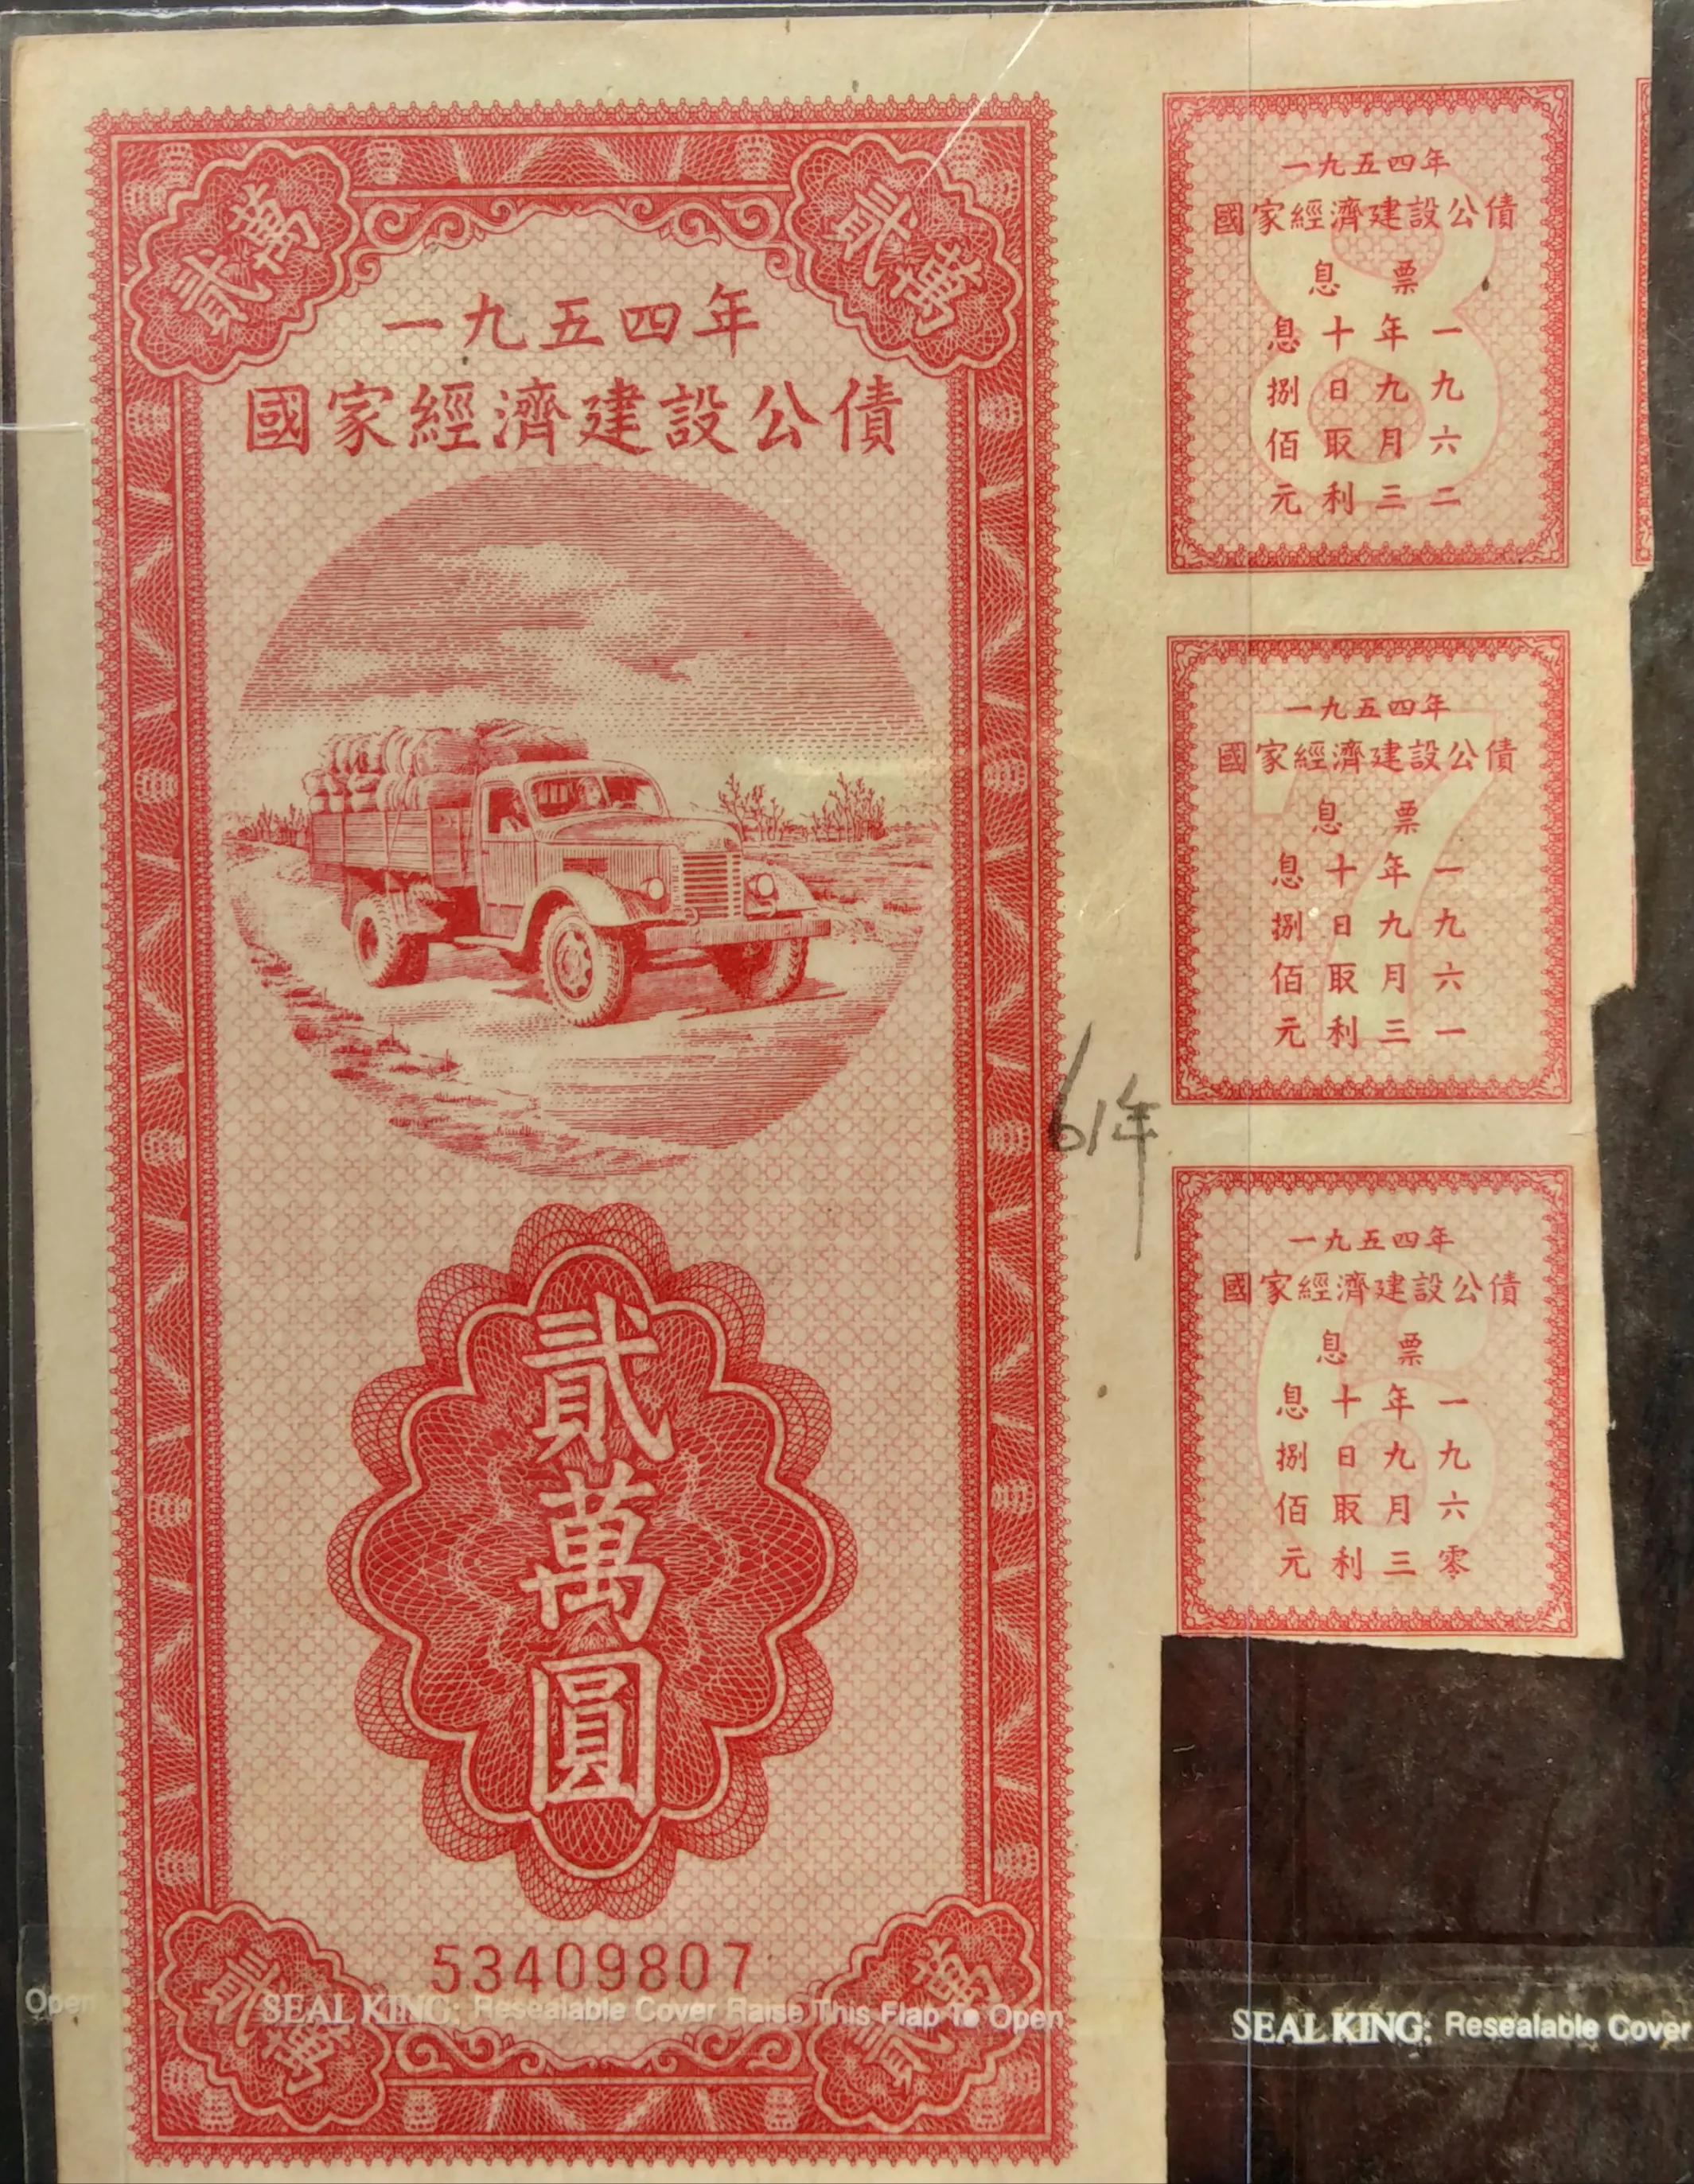 貳萬
貳萬
一九五四年
國家經濟建設公債
貳萬圓
53409807
貳萬
貳萬
61年
一九五四年
國家經濟建設公債
息票
8
一九六二
年九月三
十日取利
息捌佰元
一九五四年
國家經濟建設公債
息票
7
一九六一
年九月三
十日取利
息捌佰元
一九五四年
國家經濟建設公債
息票
6
一九六零
年九月三
十日取利
息捌佰元
Open
SEAL KING; Resealable Cover Raise This Flap To Open
SEAL KING; Resealable Cover